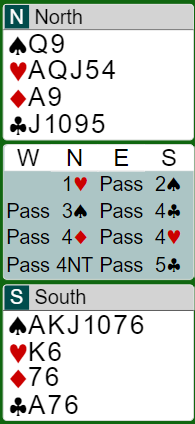 N North
♠Q9
♥AQJ54
♦A9
♣J1095
W N E S
1♥ Pass 2♠
Pass 3♠ Pass 4♣
Pass 4♦ Pass 4♥
Pass 4NT Pass 5♣
S South
♠AKJ1076
♥K6
♦76
♣A76